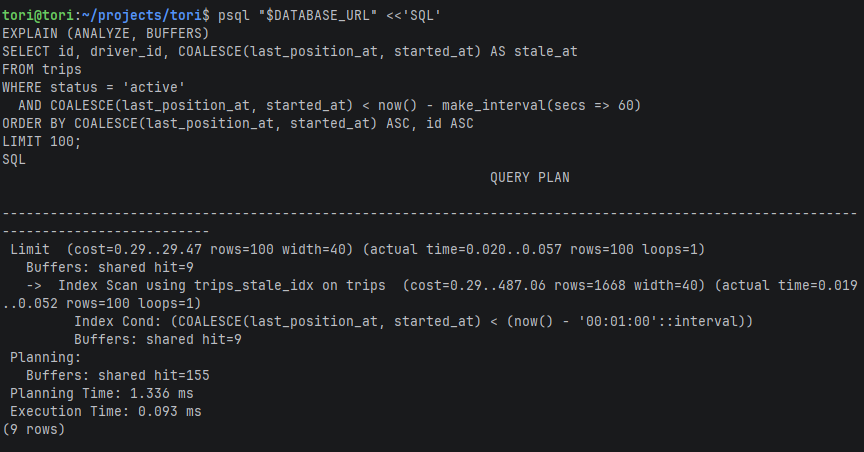 tori@tori:~/projects/tori$ psql "$DATABASE_URL" <<'SQL'
EXPLAIN (ANALYZE, BUFFERS)
SELECT id, driver_id, COALESCE(last_position_at, started_at) AS stale_at
FROM trips
WHERE status = 'active'
  AND COALESCE(last_position_at, started_at) < now() - make_interval(secs => 60)
ORDER BY COALESCE(last_position_at, started_at) ASC, id ASC
LIMIT 100;
SQL
QUERY PLAN
-----------------------------------------------------------------------------------------------------------
--------------------------
 Limit  (cost=0.29..29.47 rows=100 width=40) (actual time=0.020..0.057 rows=100 loops=1)
   Buffers: shared hit=9
   ->  Index Scan using trips_stale_idx on trips  (cost=0.29..487.06 rows=1668 width=40) (actual time=0.019
..0.052 rows=100 loops=1)
         Index Cond: (COALESCE(last_position_at, started_at) < (now() - '00:01:00'::interval))
         Buffers: shared hit=9
 Planning:
   Buffers: shared hit=155
 Planning Time: 1.336 ms
 Execution Time: 0.093 ms
(9 rows)